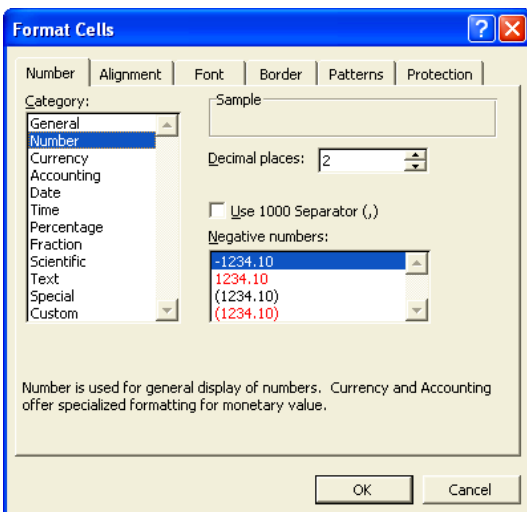 Format Cells
Number Alignment Font Border Patterns Protection
Category:
General
Number
Currency
Accounting
Date
Time
Percentage
Fraction
Scientific
Text
Special
Custom
Sample
Decimal places: 2
Use 1000 Separator (,)
Negative numbers:
-1234.10
1234.10
(1234.10)
(1234.10)
Number is used for general display of numbers. Currency and Accounting
offer specialized formatting for monetary value.
OK Cancel